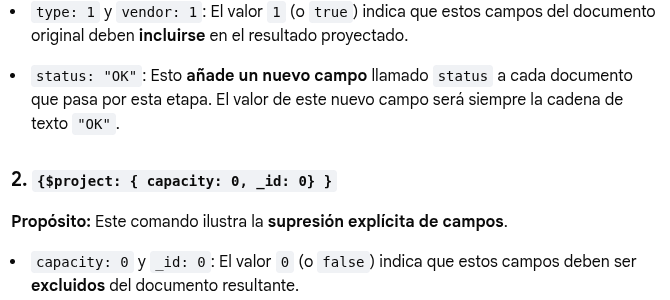 • type: 1 y vendor: 1: El valor 1 (o true) indica que estos campos del documento
original deben incluirse en el resultado proyectado.
• status: "OK": Esto añade un nuevo campo llamado status a cada documento
que pasa por esta etapa. El valor de este nuevo campo será siempre la cadena de
texto "OK".
2. {$project: { capacity: 0, _id: 0} }
Propósito: Este comando ilustra la supresión explícita de campos.
• capacity: 0 y _id: 0: El valor 0 (o false) indica que estos campos deben ser
excluidos del documento resultante.